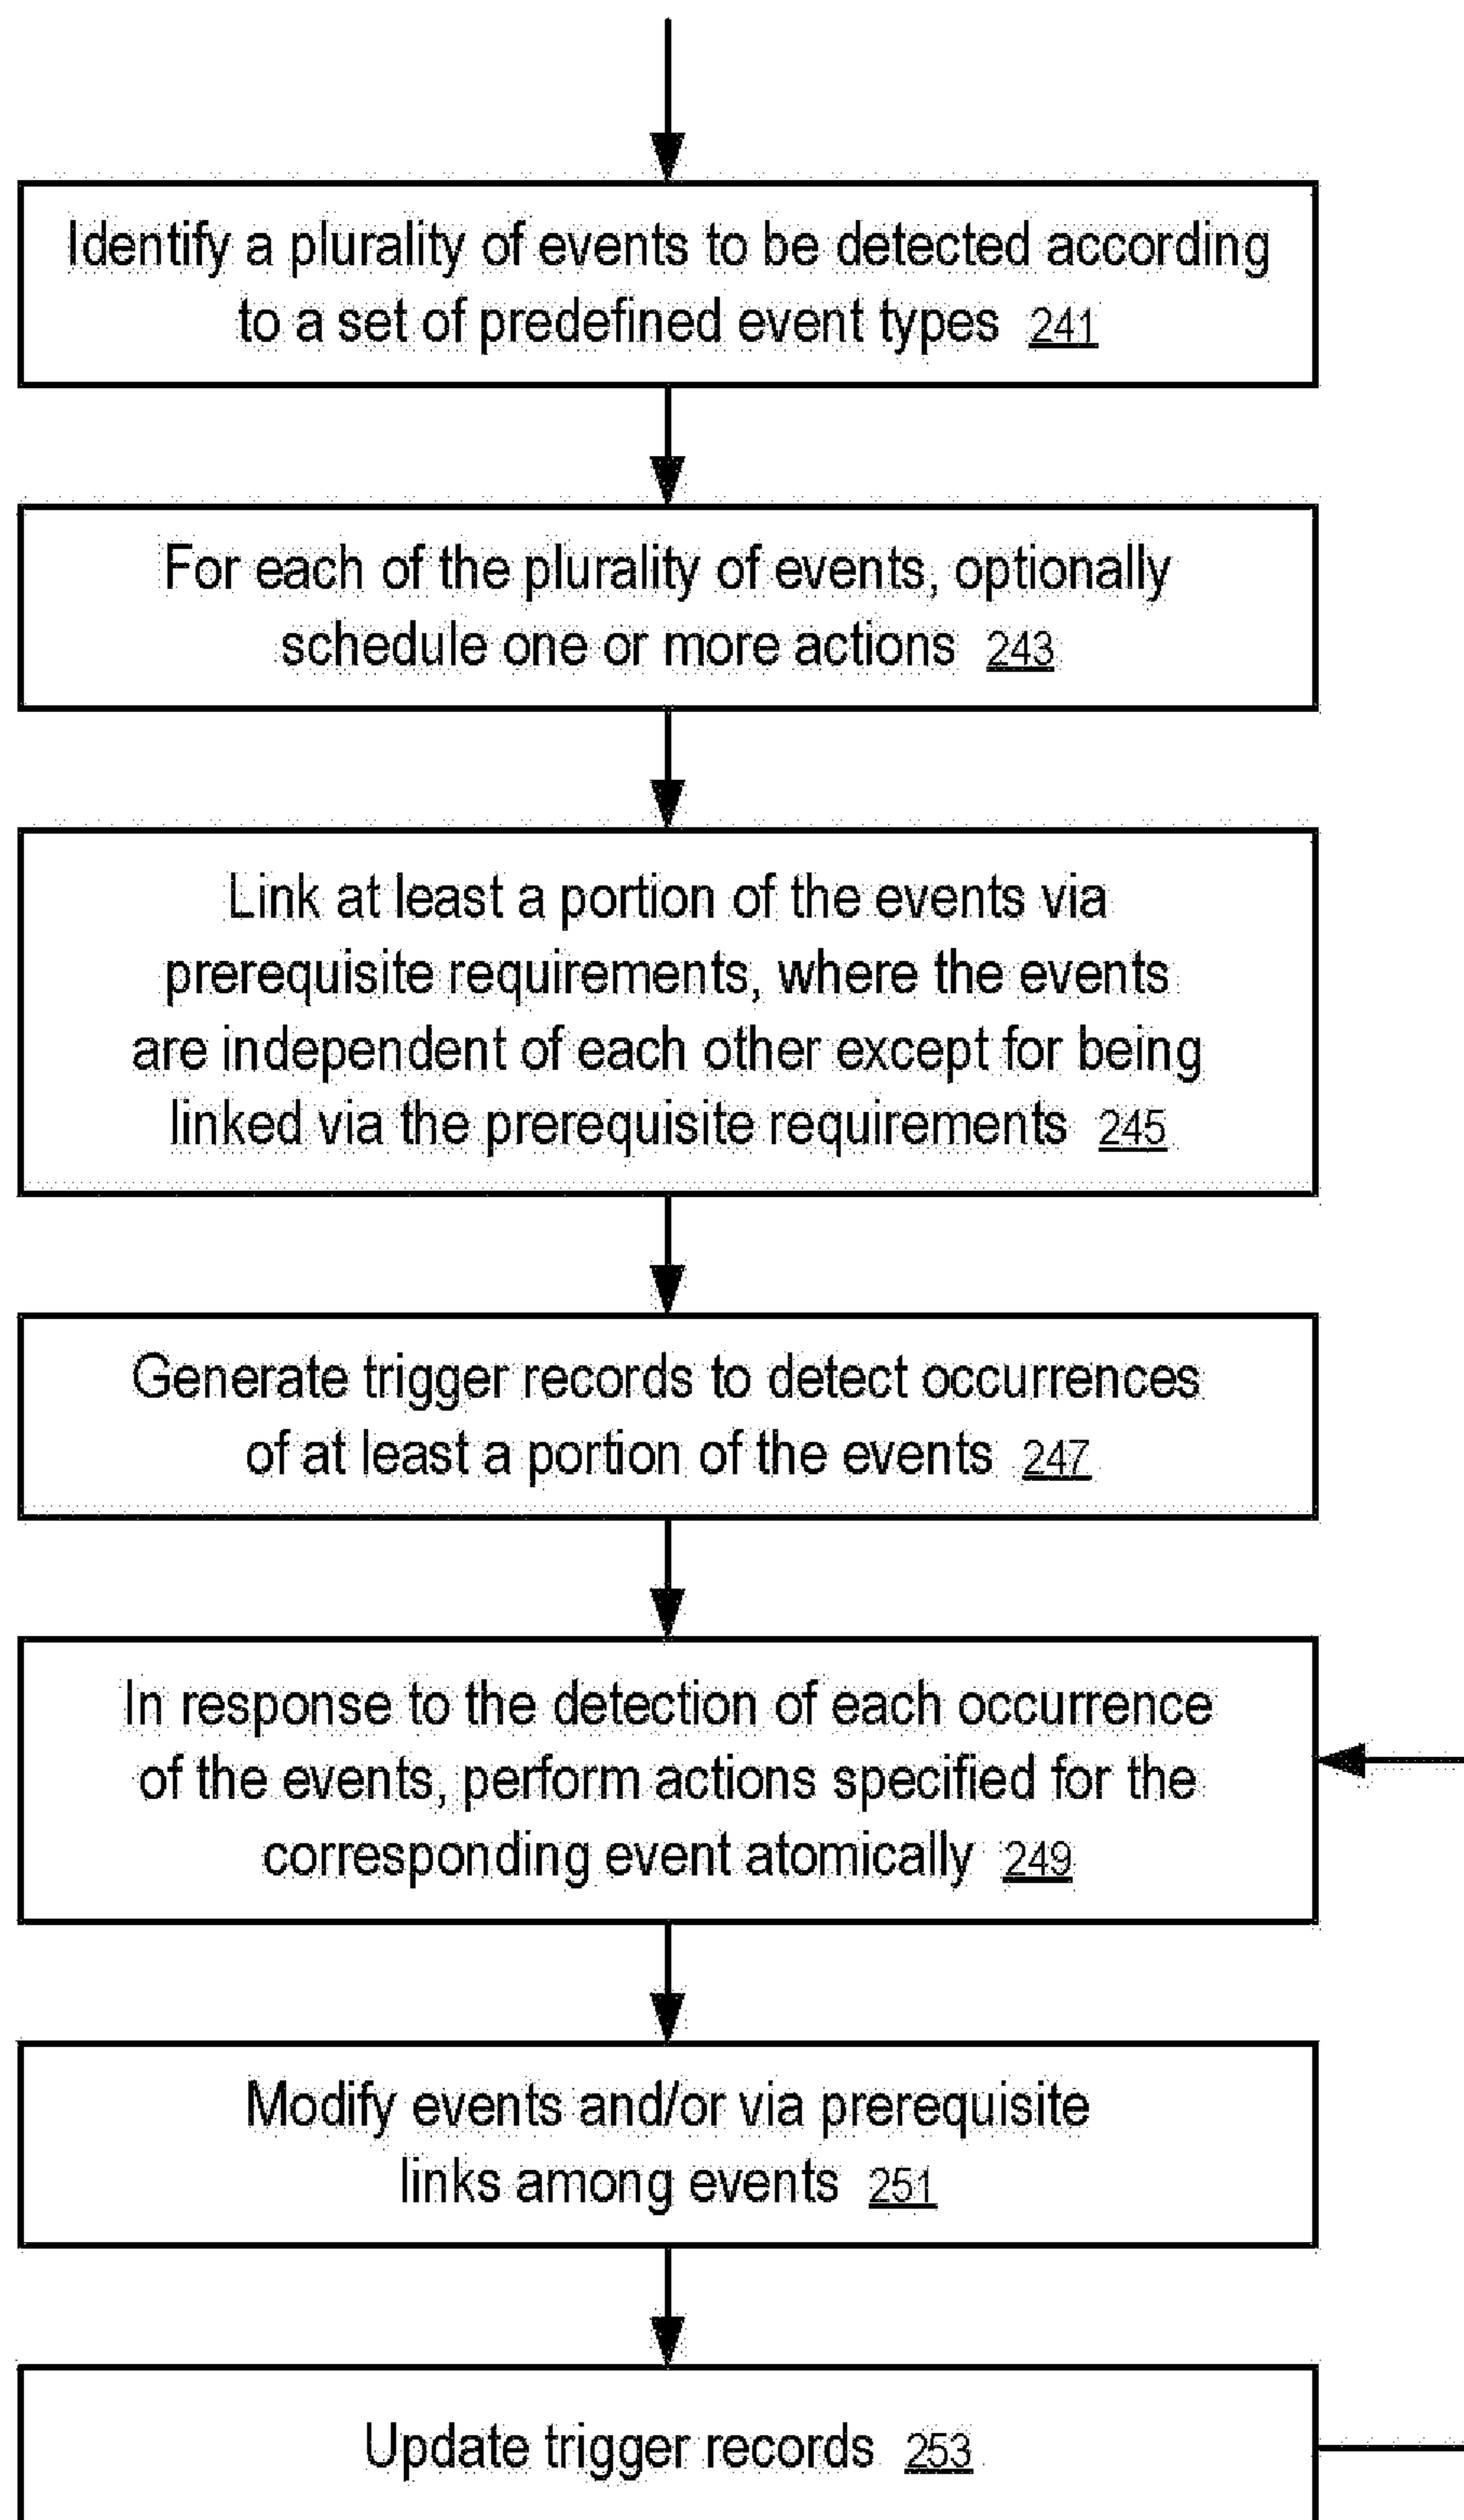 Identify a plurality of events to be detected according
to a set of predefined event types 241
For each of the plurality of events, optionally
schedule one or more actions 243
Link at least a portion of the events via
prerequisite requirements, where the events
are independent of each other except for being
linked via the prerequisite requirements 245
Generate trigger records to detect occurrences
of at least a portion of the events 247
In response to the detection of each occurrence
of the events, perform actions specified for the
corresponding event atomically 249
Modify events and/or via prerequisite
links among events 251
Update trigger records 253